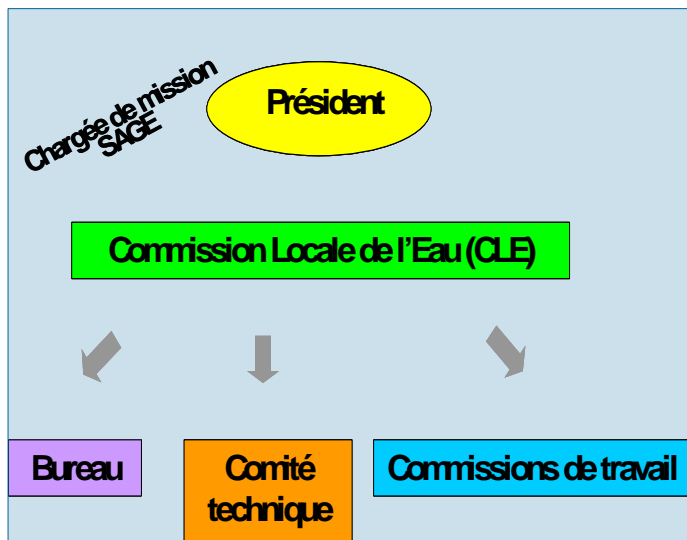 Chargée de mission
SAGE
Président
Commission Locale de l'Eau (CLE)
Bureau
Comité
technique
Commissions de travail